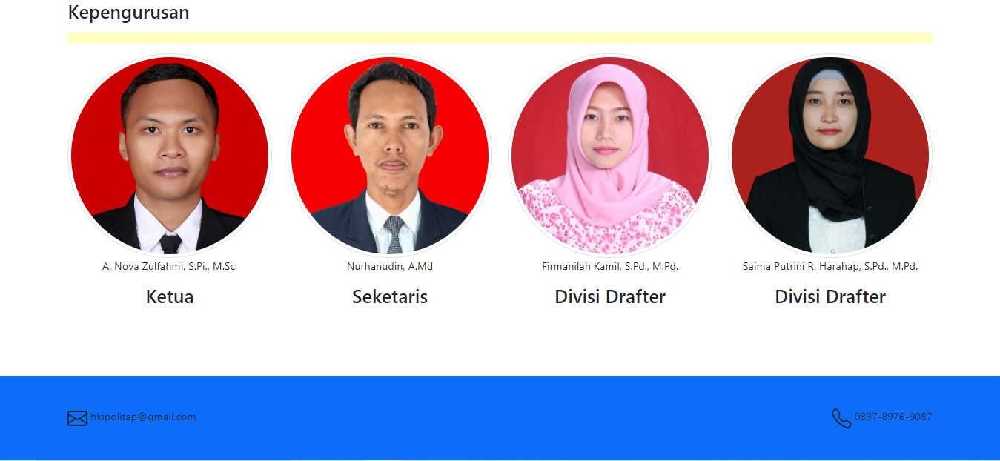 Kepengurusan
A. Nova Zulfahmi, S.Pi., M.Sc.
Ketua
Nurhanudin, A.Md
Seketaris
Firmanilah Kamil, S.Pd., M.Pd.
Divisi Drafter
Saima Putrini R. Harahap, S.Pd., M.Pd.
Divisi Drafter
hkipolitap@gmail.com
0897-8976-9087